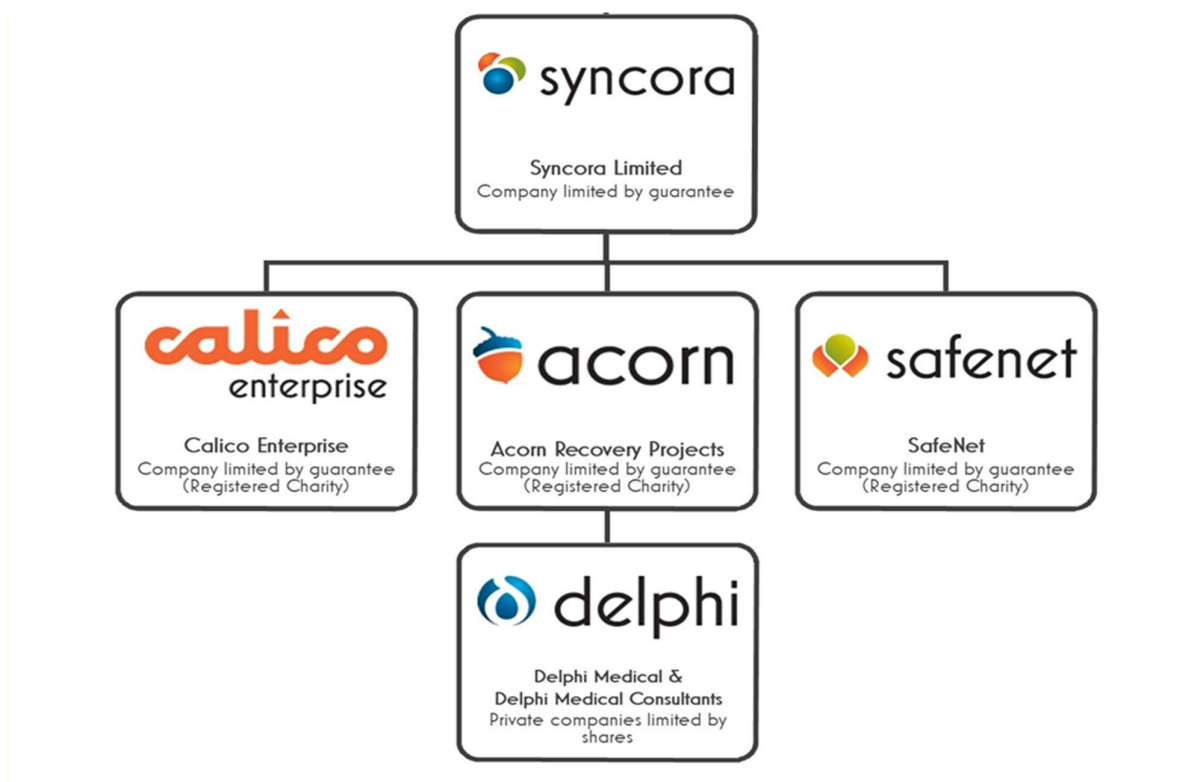 syncora
Syncora Limited
Company limited by guarantee
calico
enterprise
Calico Enterprise
Company limited by guarantee
(Registered Charity)
acorn
Acorn Recovery Projects
Company limited by guarantee
(Registered Charity)
safenet
SafeNet
Company limited by guarantee
(Registered Charity)
delphi
Delphi Medical &
Delphi Medical Consultants
Private companies limited by
shares